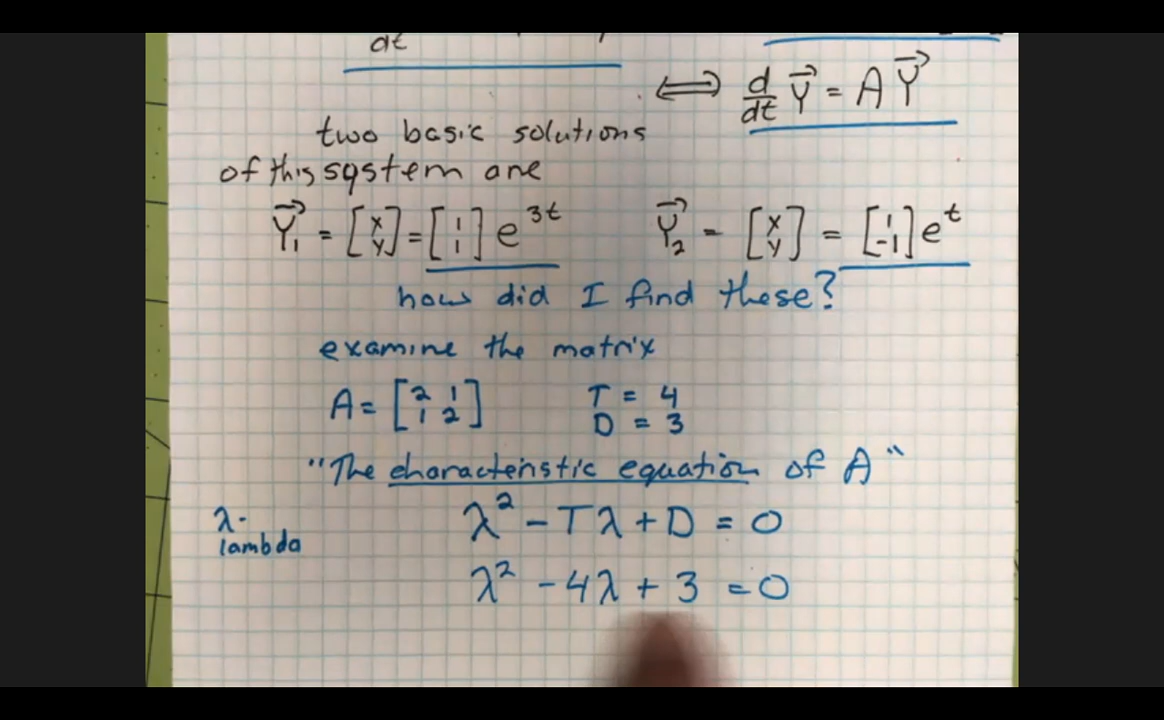 dt
⟺ d/dt Y⃗ = A Y⃗
two basic solutions
of this system are
Y⃗₁ = [x y] = [1 1] e^3t Y⃗₂ = [x y] = [1 -1] e^t
how did I find these?
examine the matrix
A = [2 1 1 2] T = 4
D = 3
"The characteristic equation of A"
λ² - Tλ + D = 0
λ -
lambda
λ² - 4λ + 3 = 0